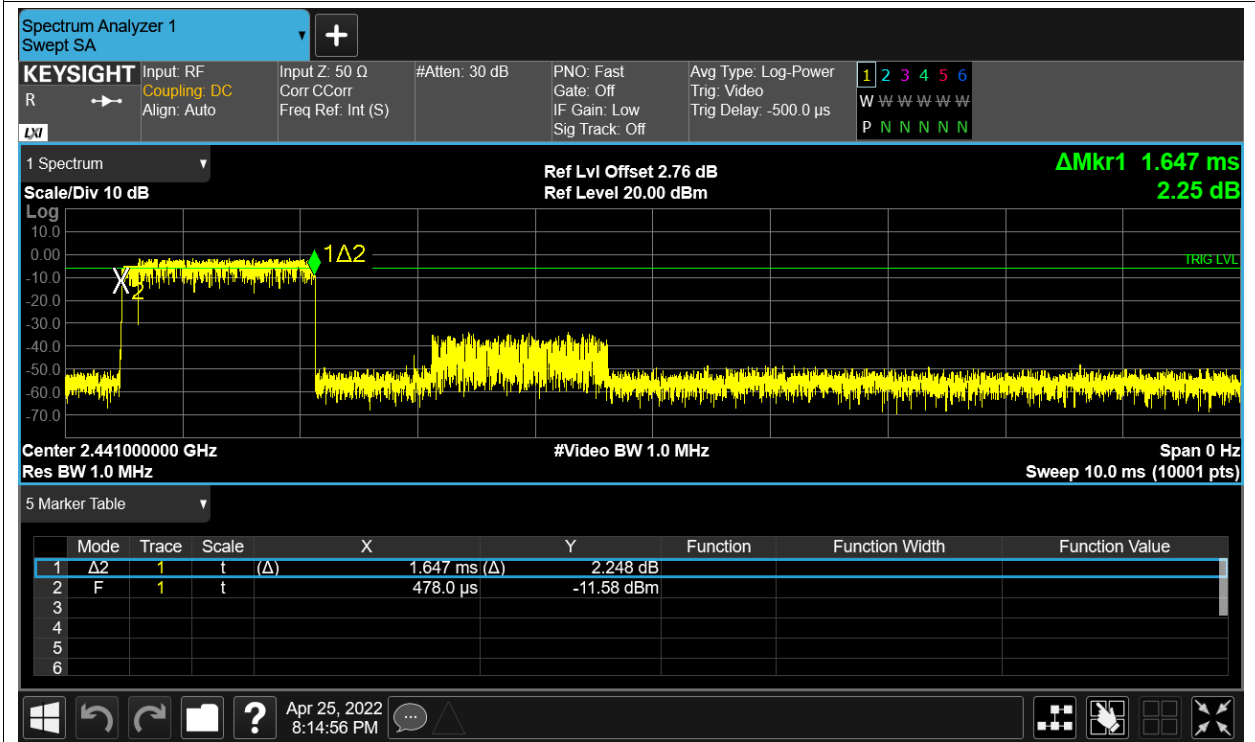 Spectrum Analyzer 1
Swept SA
+
KEYSIGHT Input: RF Input Z: 50 Ω #Atten: 30 dB PNO: Fast Avg Type: Log-Power 1 2 3 4 5 6
R Coupling: DC Corr CCorr Gate: Off Trig: Video W W W W W W
Align: Auto Freq Ref: Int (S) IF Gain: Low Trig Delay: -500.0 µs
LXI Sig Track: Off P N N N N N
1 Spectrum Ref Lvl Offset 2.76 dB ΔMkr1 1.647 ms
Scale/Div 10 dB Ref Level 20.00 dBm 2.25 dB
Log
10.0
0.00 1Δ2 TRIG LVL
-10.0 X2
-20.0
-30.0
-40.0
-50.0
-60.0
-70.0
Center 2.441000000 GHz #Video BW 1.0 MHz Span 0 Hz
Res BW 1.0 MHz Sweep 10.0 ms (10001 pts)
5 Marker Table
Mode Trace Scale X Y Function Function Width Function Value
1 Δ2 1 t (Δ) 1.647 ms (Δ) 2.248 dB
2 F 1 t 478.0 µs -11.58 dBm
3
4
5
6
? Apr 25, 2022
8:14:56 PM